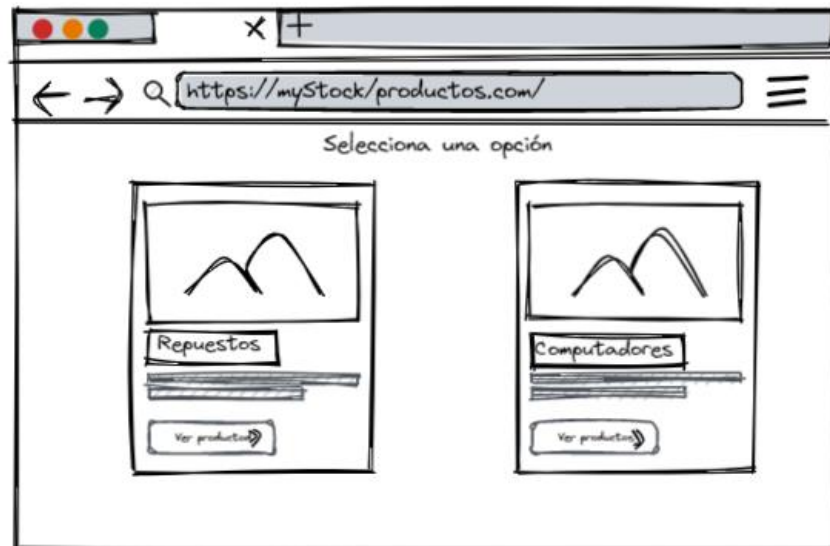 https://myStock/productos.com/
Selecciona una opción
Repuestos
Computadores
Ver productos
Ver productos